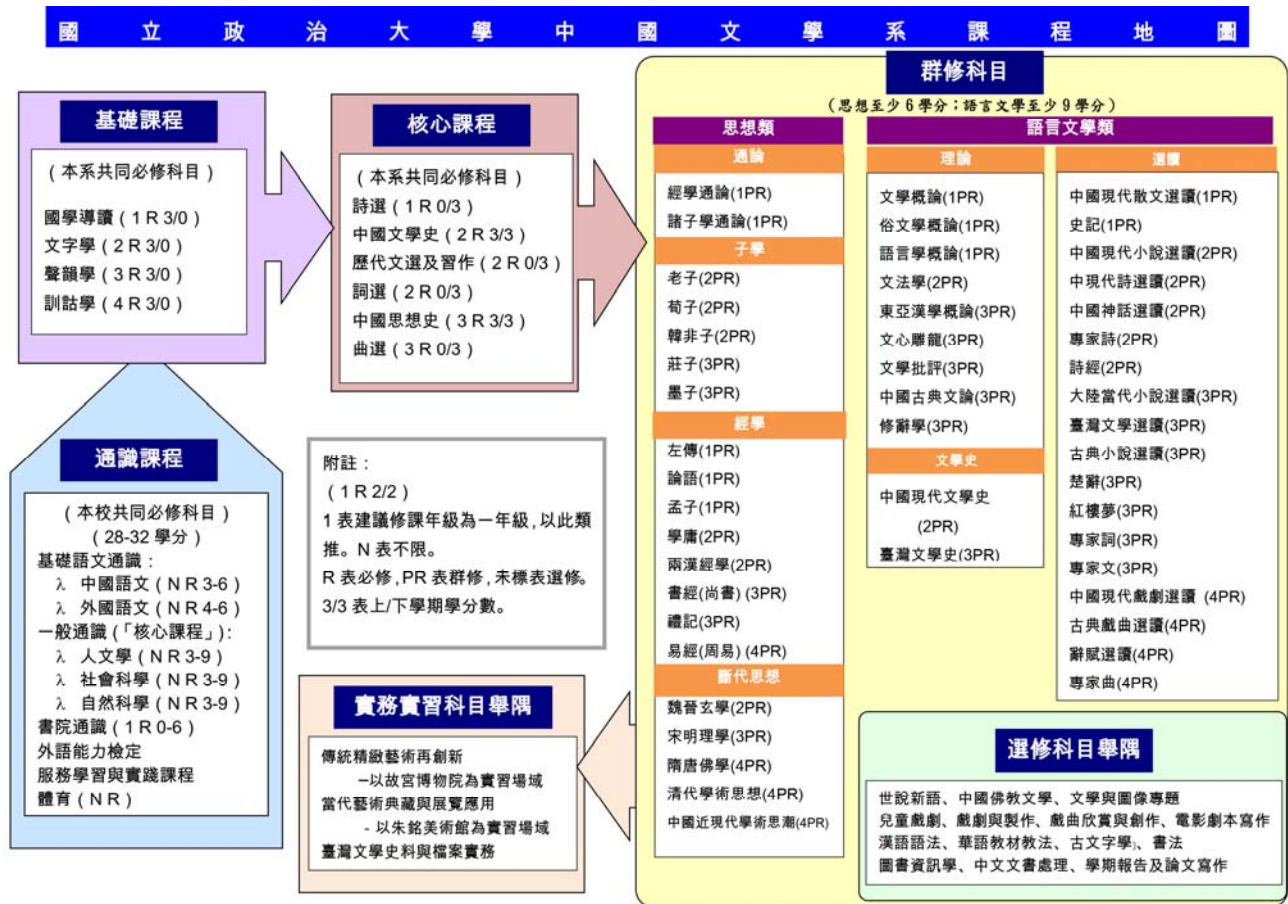 國立政治大學中國文學系課程地圖
基礎課程
(本系共同必修科目)
國學導讀(1 R 3/0)
文字學(2 R 3/0)
聲韻學(3 R 3/0)
訓詁學(4 R 3/0)
核心課程
(本系共同必修科目)
詩選(1 R 0/3)
中國文學史(2 R 3/3)
歷代文選及習作(2 R 0/3)
詞選(2 R 0/3)
中國思想史(3 R 3/3)
曲選(3 R 0/3)
通識課程
(本校共同必修科目)
(28-32 學分)
基礎語文通識:
λ 中國語文(N R 3-6)
λ 外國語文(N R 4-6)
一般通識(「核心課程」):
λ 人文學(N R 3-9)
λ 社會科學(N R 3-9)
λ 自然科學(N R 3-9)
書院通識(1 R 0-6)
外語能力檢定
服務學習與實踐課程
體育(N R)
附註:
(1 R 2/2)
1 表建議修課年級為一年級,以此類
推。N 表不限。
R 表必修,PR 表群修,未標表選修。
3/3 表上/下學期學分數。
實務實習科目舉隅
傳統精緻藝術再創新
–以故宮博物院為實習場域
當代藝術典藏與展覽應用
- 以朱銘美術館為實習場域
臺灣文學史料與檔案實務
群修科目
(思想至少 6 學分;語言文學至少 9 學分)
思想類
通論
經學通論(1PR)
諸子學通論(1PR)
子學
老子(2PR)
荀子(2PR)
韓非子(2PR)
莊子(3PR)
墨子(3PR)
經學
左傳(1PR)
論語(1PR)
孟子(1PR)
學庸(2PR)
兩漢經學(2PR)
書經(尚書) (3PR)
禮記(3PR)
易經(周易) (4PR)
斷代思想
魏晉玄學(2PR)
宋明理學(3PR)
隋唐佛學(4PR)
清代學術思想(4PR)
中國近現代學術思潮(4PR)
語言文學類
理論
文學概論(1PR)
俗文學概論(1PR)
語言學概論(1PR)
文法學(2PR)
東亞漢學概論(3PR)
文心雕龍(3PR)
文學批評(3PR)
中國古典文論(3PR)
修辭學(3PR)
文學史
中國現代文學史
(2PR)
臺灣文學史(3PR)
選讀
中國現代散文選讀(1PR)
史記(1PR)
中國現代小說選讀(2PR)
中現代詩選讀(2PR)
中國神話選讀(2PR)
專家詩(2PR)
詩經(2PR)
大陸當代小說選讀(3PR)
臺灣文學選讀(3PR)
古典小說選讀(3PR)
楚辭(3PR)
紅樓夢(3PR)
專家詞(3PR)
專家文(3PR)
中國現代戲劇選讀 (4PR)
古典戲曲選讀(4PR)
辭賦選讀(4PR)
專家曲(4PR)
選修科目舉隅
世說新語、中國佛教文學、文學與圖像專題
兒童戲劇、戲劇與製作、戲曲欣賞與創作、電影劇本寫作
漢語語法、華語教材教法、古文字學、書法
圖書資訊學、中文文書處理、學期報告及論文寫作